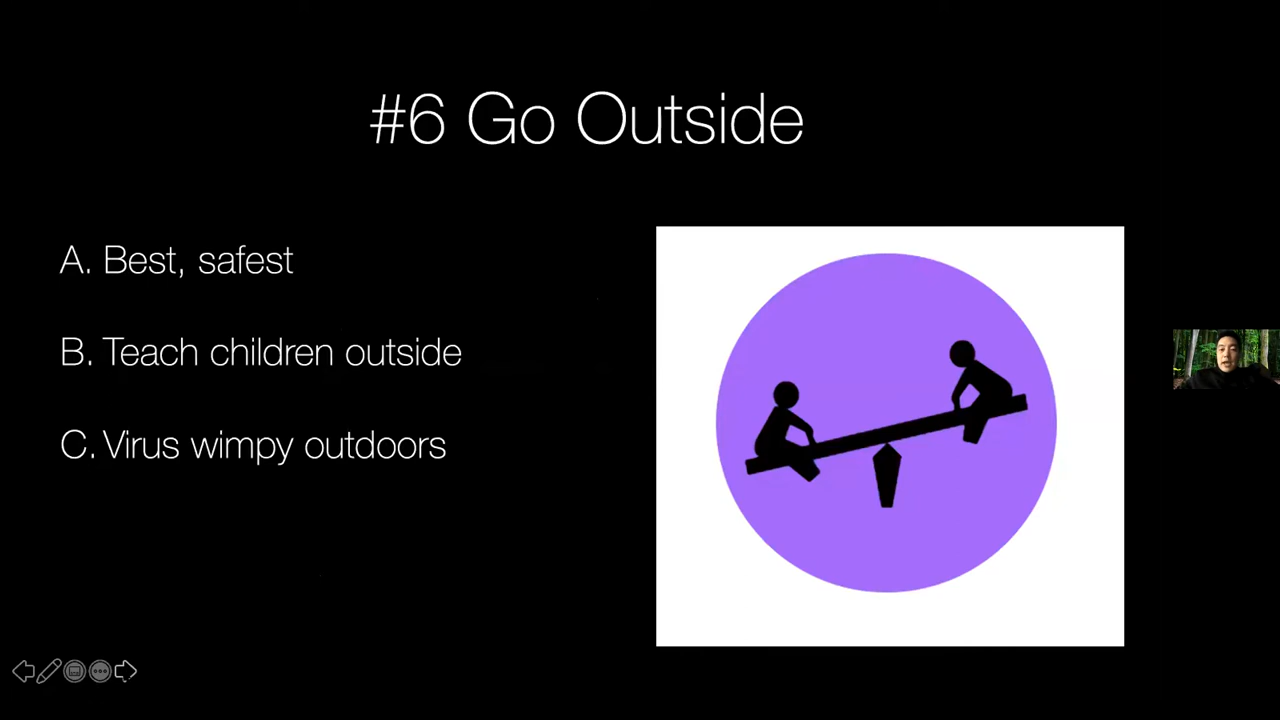 #6 Go Outside
A. Best, safest
B. Teach children outside
C. Virus wimpy outdoors